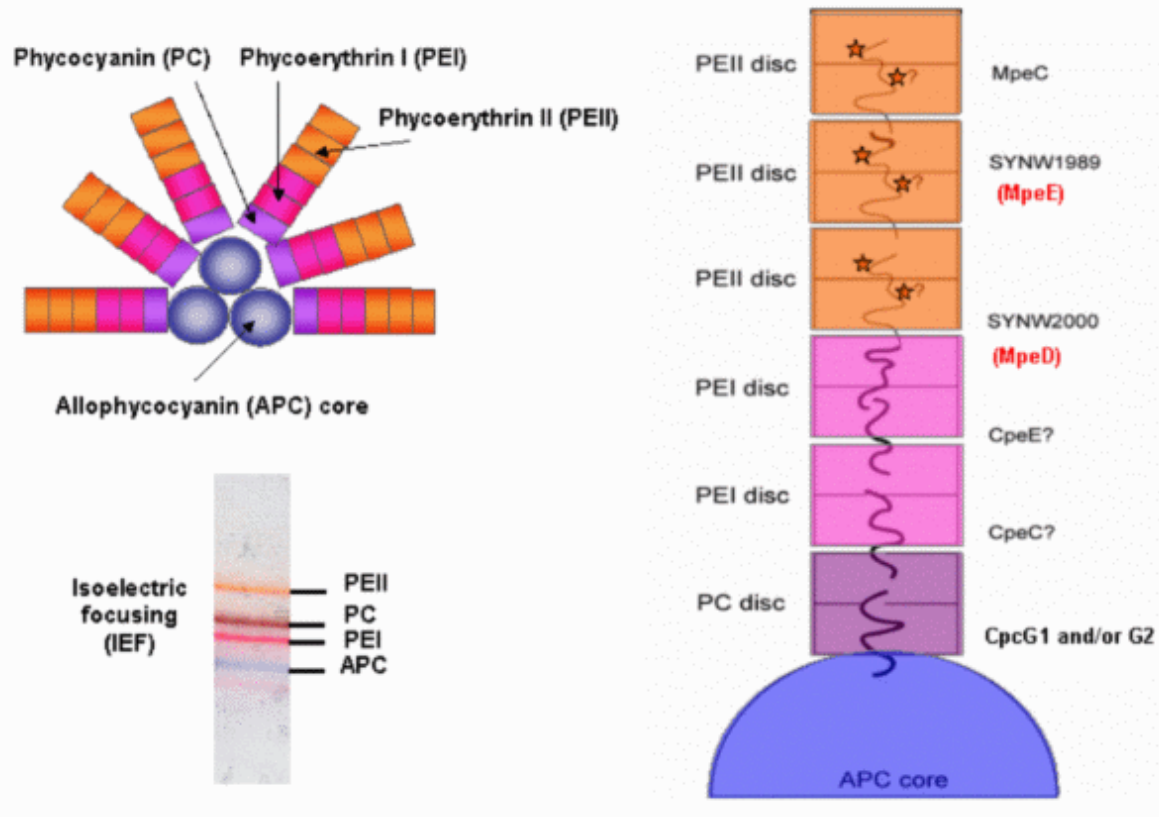 Phycocyanin (PC)
Phycoerythrin I (PEI)
Phycoerythrin II (PEII)
Allophycocyanin (APC) core
Isoelectric
focusing
(IEF)
PEII
PC
PEI
APC
PEII disc
?
MpeC
PEII disc
?
SYNW1989
(MpeE)
PEII disc
?
SYNW2000
(MpeD)
PEI disc
CpeE?
PEI disc
CpeC?
PC disc
CpcG1 and/or G2
APC core